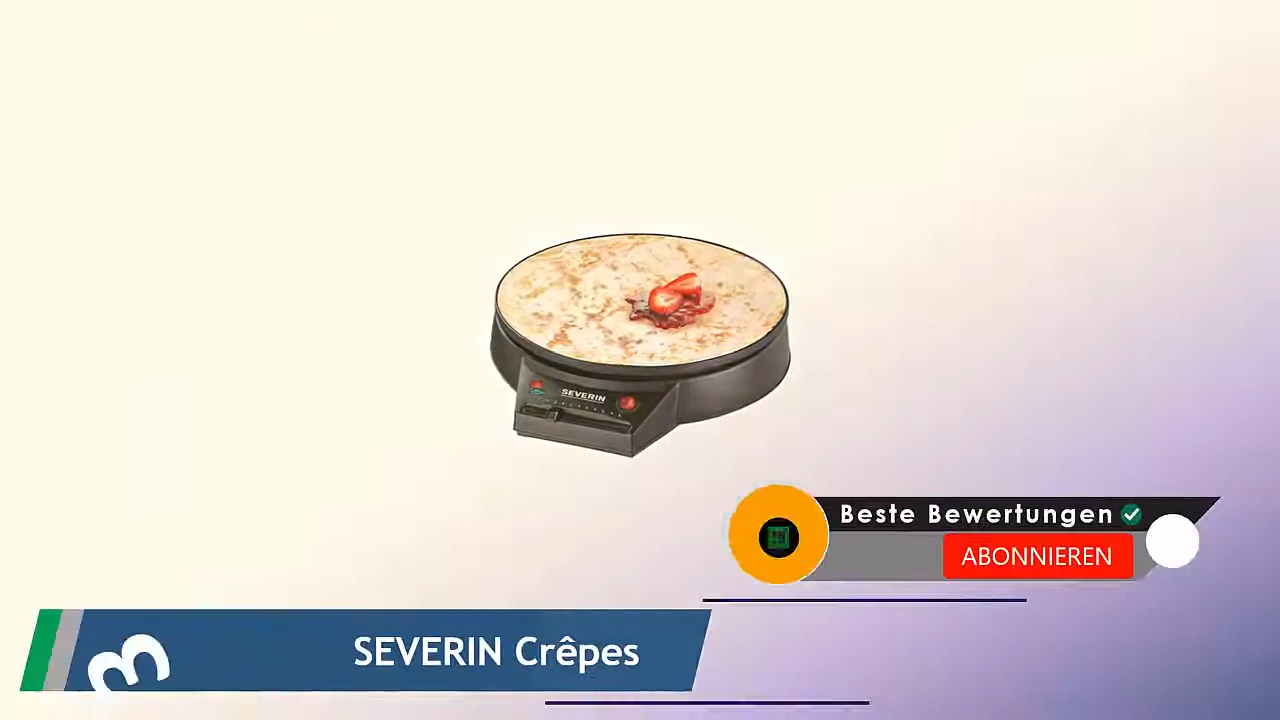 SEVERIN
Beste Bewertungen
ABONNIEREN
3
SEVERIN Crêpes